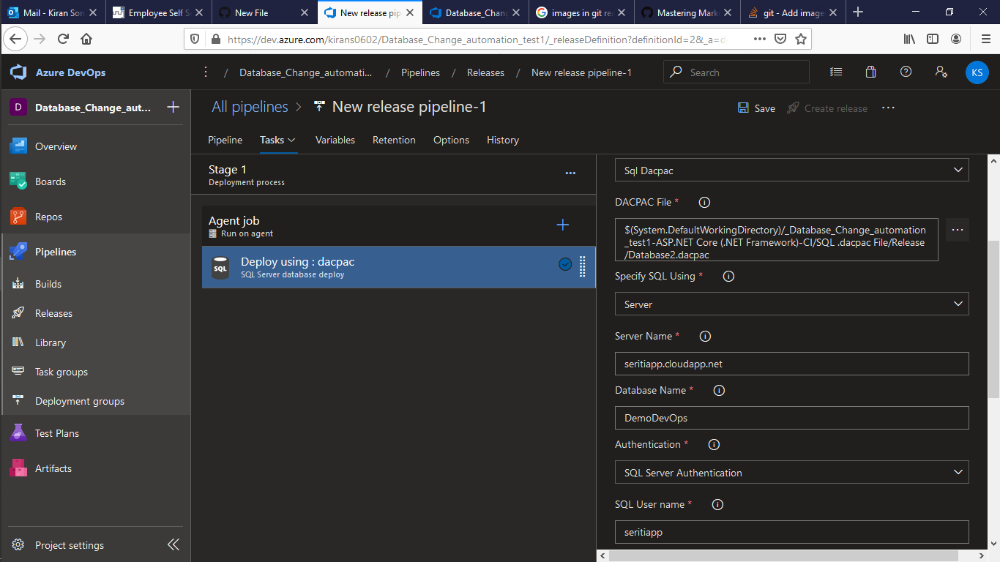 Mail - Kiran Son
Employee Self S
New File
New release pip
Database_Chan
images in git re
Mastering Mark
git - Add image
https://dev.azure.com/kirans0602/Database_Change_automation_test1/_releaseDefinition?definitionId=2&_a=d
Azure DevOps
/ Database_Change_automati... / Pipelines / Releases / New release pipeline-1
Search
KS
D Database_Change_aut...
All pipelines > New release pipeline-1
Save
Create release
Pipeline Tasks Variables Retention Options History
Overview
Boards
Repos
Pipelines
Builds
Releases
Library
Task groups
Deployment groups
Test Plans
Artifacts
Project settings
Stage 1
Deployment process
Agent job
Run on agent
SQL
Deploy using : dacpac
SQL Server database deploy
Sql Dacpac
DACPAC File *
$(System.DefaultWorkingDirectory)/_Database_Change_automation
_test1-ASP.NET Core (.NET Framework)-CI/SQL .dacpac File/Release
/Database2.dacpac
Specify SQL Using *
Server
Server Name *
seritiapp.cloudapp.net
Database Name *
DemoDevOps
Authentication *
SQL Server Authentication
SQL User name *
seritiapp